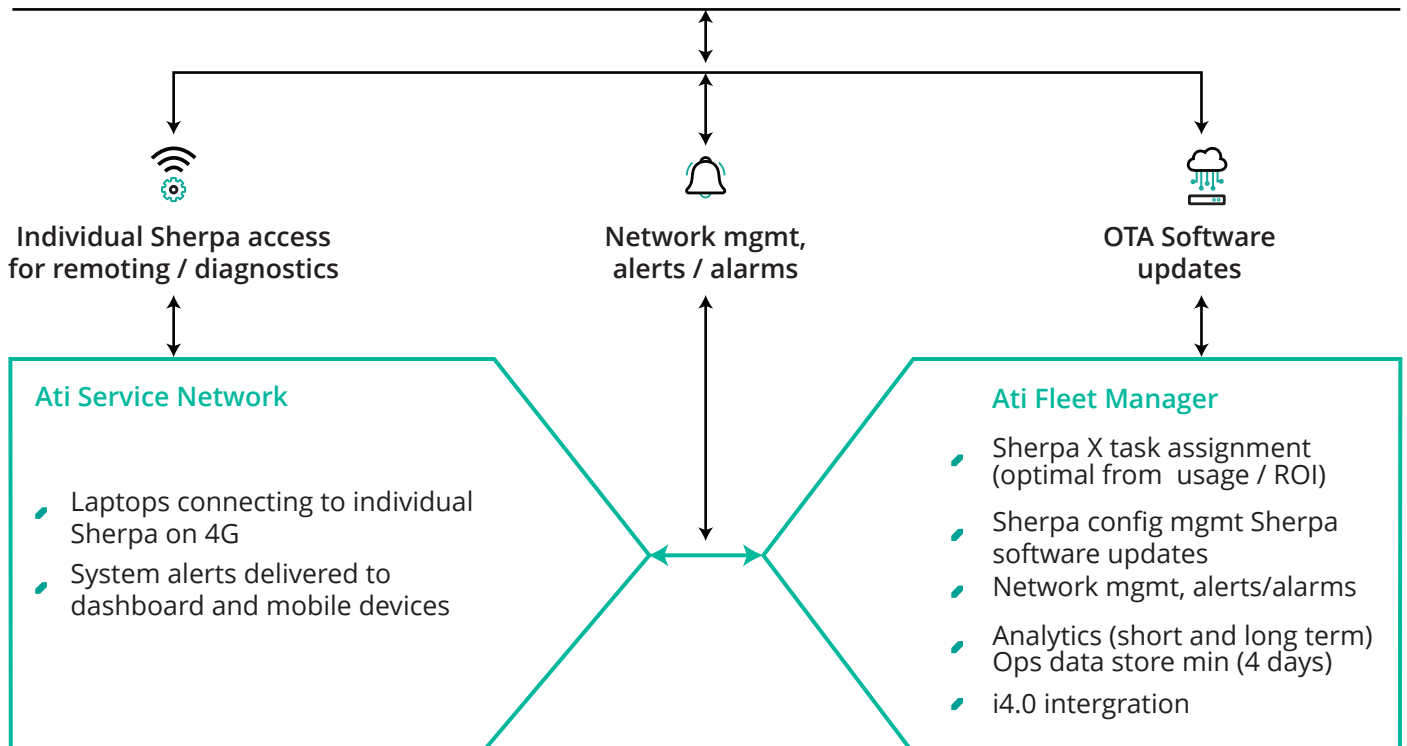 Individual Sherpa access
for remoting / diagnostics
Network mgmt,
alerts / alarms
OTA Software
updates
Ati Service Network
Laptops connecting to individual
Sherpa on 4G
System alerts delivered to
dashboard and mobile devices
Ati Fleet Manager
Sherpa X task assignment
(optimal from usage / ROI)
Sherpa config mgmt Sherpa
software updates
Network mgmt, alerts/alarms
Analytics (short and long term)
Ops data store min (4 days)
i4.0 intergration